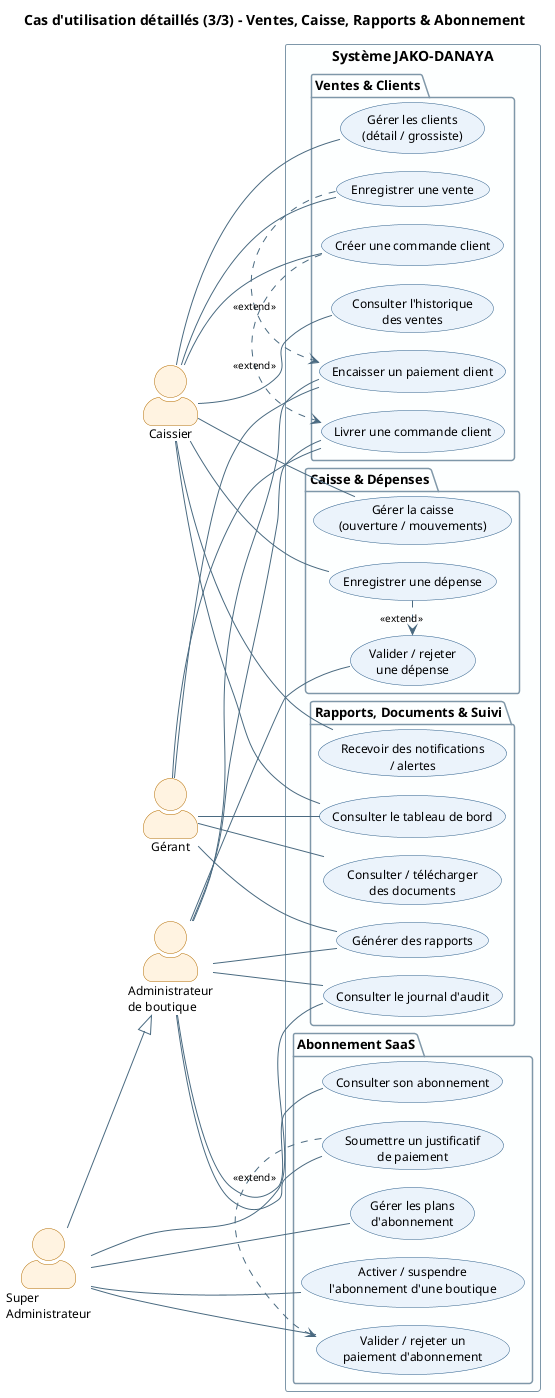 Cas d'utilisation détaillés (3/3) - Ventes, Caisse, Rapports & Abonnement
Système JAKO-DANAYA
Ventes & Clients
Gérer les clients
(détail / grossiste)
Enregistrer une vente
Créer une commande client
Consulter l'historique
des ventes
«extend»
«extend»
Encaisser un paiement client
Livrer une commande client
Caissier
Caisse & Dépenses
Gérer la caisse
(ouverture / mouvements)
Enregistrer une dépense
«extend»
Valider / rejeter
une dépense
Rapports, Documents & Suivi
Recevoir des notifications
/ alertes
Consulter le tableau de bord
Gérant
Consulter / télécharger
des documents
Générer des rapports
Administrateur
de boutique
Consulter le journal d'audit
Abonnement SaaS
Consulter son abonnement
Soumettre un justificatif
de paiement
«extend»
Gérer les plans
d'abonnement
Super
Administrateur
Activer / suspendre
l'abonnement d'une boutique
Valider / rejeter un
paiement d'abonnement